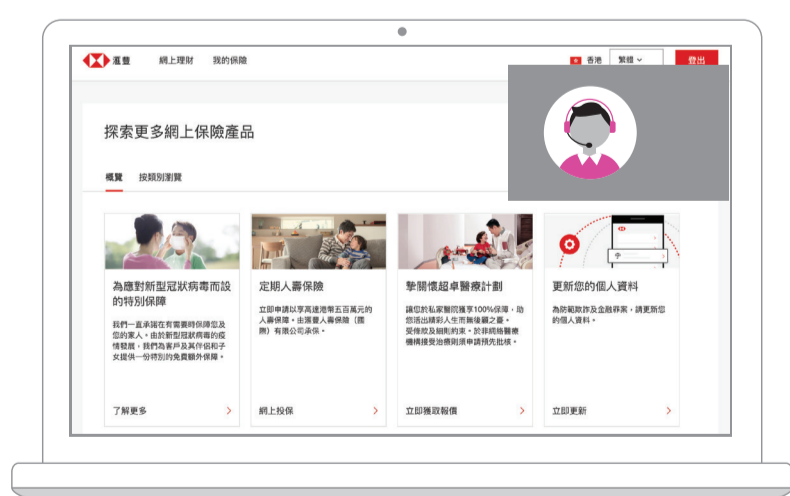 滙豐 網上理財 我的保險 香港 繁體 登出
探索更多網上保險產品
概覽 按類別瀏覽
為應對新型冠狀病毒而設
的特別保障
我們一直承諾在有需要時保障您及
您的家人。由於新型冠狀病毒的疫
情發展，我們為客戶及其伴侶和子
女提供一份特別的免費額外保障。
了解更多
定期人壽保險
立即申請以享高達港幣五百萬元的
人壽保障。由滙豐人壽保險（國
際）有限公司承保。
網上投保
摯關懷超卓醫療計劃
讓您於私家醫院獲享100%保障，助
您活出精彩人生而無後顧之憂。
受條款及細則約束。於非網絡醫療
機構接受治療則須申請預先批核。
立即獲取報價
更新您的個人資料
為防範欺詐及金融罪案，請更新您
的個人資料。
立即更新